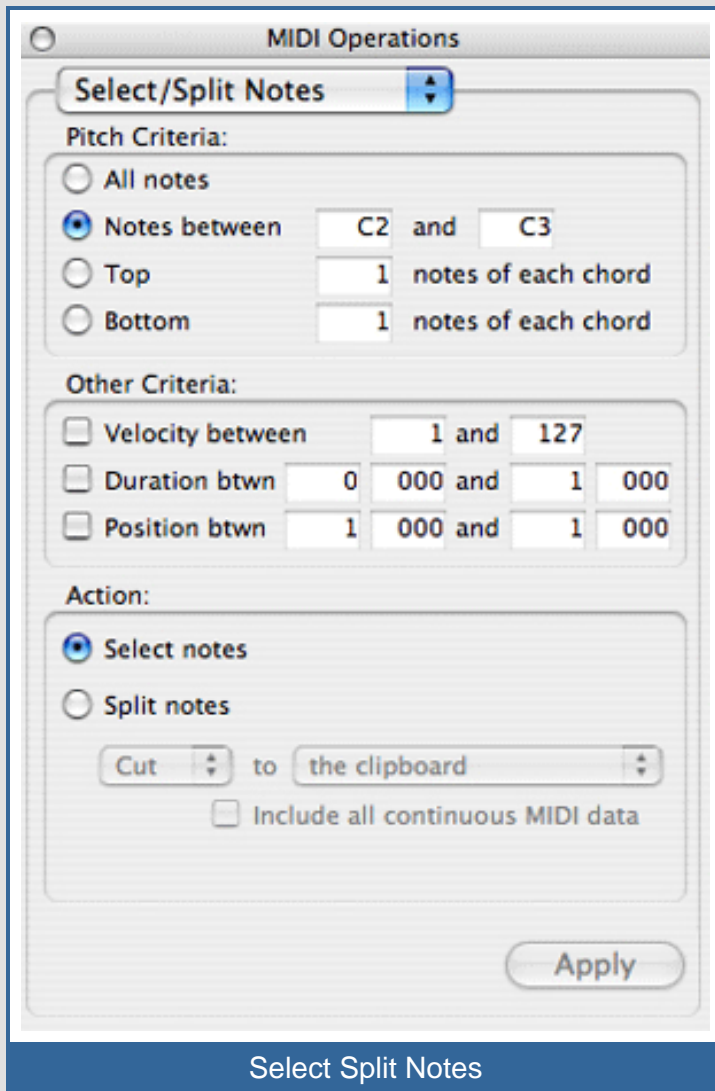 MIDI Operations
Select/Split Notes
Pitch Criteria:
All notes
Notes between C2 and C3
Top 1 notes of each chord
Bottom 1 notes of each chord
Other Criteria:
Velocity between 1 and 127
Duration btwn 0 000 and 1 000
Position btwn 1 000 and 1 000
Action:
Select notes
Split notes
Cut to the clipboard
Include all continuous MIDI data
Apply
Select Split Notes